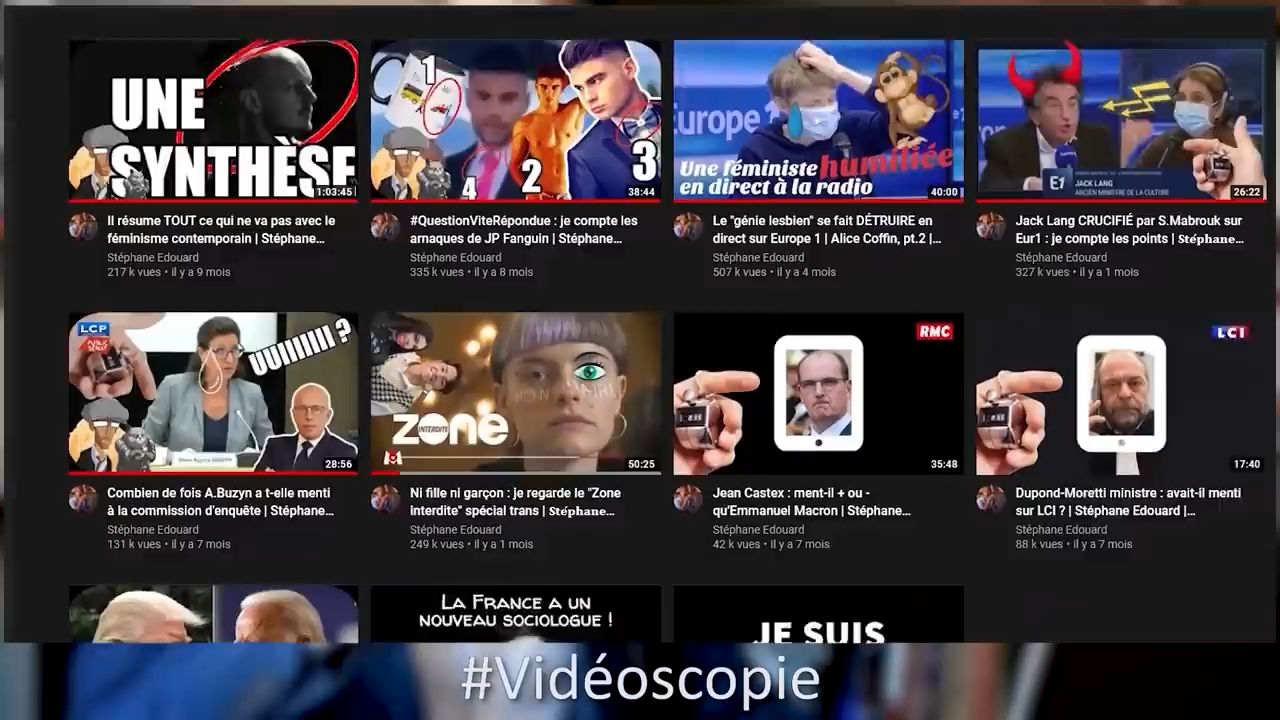 UNE
SYNTHÈSE
1:03:45
Il résume TOUT ce qui ne va pas avec le
féminisme contemporain | Stéphane...
Stéphane Edouard
217 k vues • il y a 9 mois
1
2
3
4
38:44
#QuestionViteRépondue : je compte les
arnaques de JP Fanguin | Stéphane...
Stéphane Edouard
335 k vues • il y a 8 mois
Europe 1
Une féministe humiliée
en direct à la radio
40:00
Le "génie lesbien" se fait DÉTRUIRE en
direct sur Europe 1 | Alice Coffin, pt.2 |...
Stéphane Edouard
507 k vues • il y a 4 mois
E1
JACK LANG
ANCIEN MINISTRE DE LA CULTURE
26:22
Jack Lang CRUCIFIÉ par S.Mabrouk sur
Eur1 : je compte les points | Stéphane...
Stéphane Edouard
327 k vues • il y a 1 mois
LCP
PUBLIC
SÉNAT
UUIIIIII ?
28:56
Combien de fois A.Buzyn a t-elle menti
à la commission d'enquête | Stéphane...
Stéphane Edouard
131 k vues • il y a 7 mois
zone
INTERDITE
M6
50:25
Ni fille ni garçon : je regarde le "Zone
interdite" spécial trans | Stéphane...
Stéphane Edouard
249 k vues • il y a 1 mois
RMC
35:48
Jean Castex : ment-il + ou -
qu'Emmanuel Macron | Stéphane...
Stéphane Edouard
42 k vues • il y a 7 mois
LCI
17:40
Dupond-Moretti ministre : avait-il menti
sur LCI ? | Stéphane Edouard |...
Stéphane Edouard
88 k vues • il y a 7 mois
LA FRANCE A UN
NOUVEAU SOCIOLOGUE !
JE SUIS
#Vidéoscopie